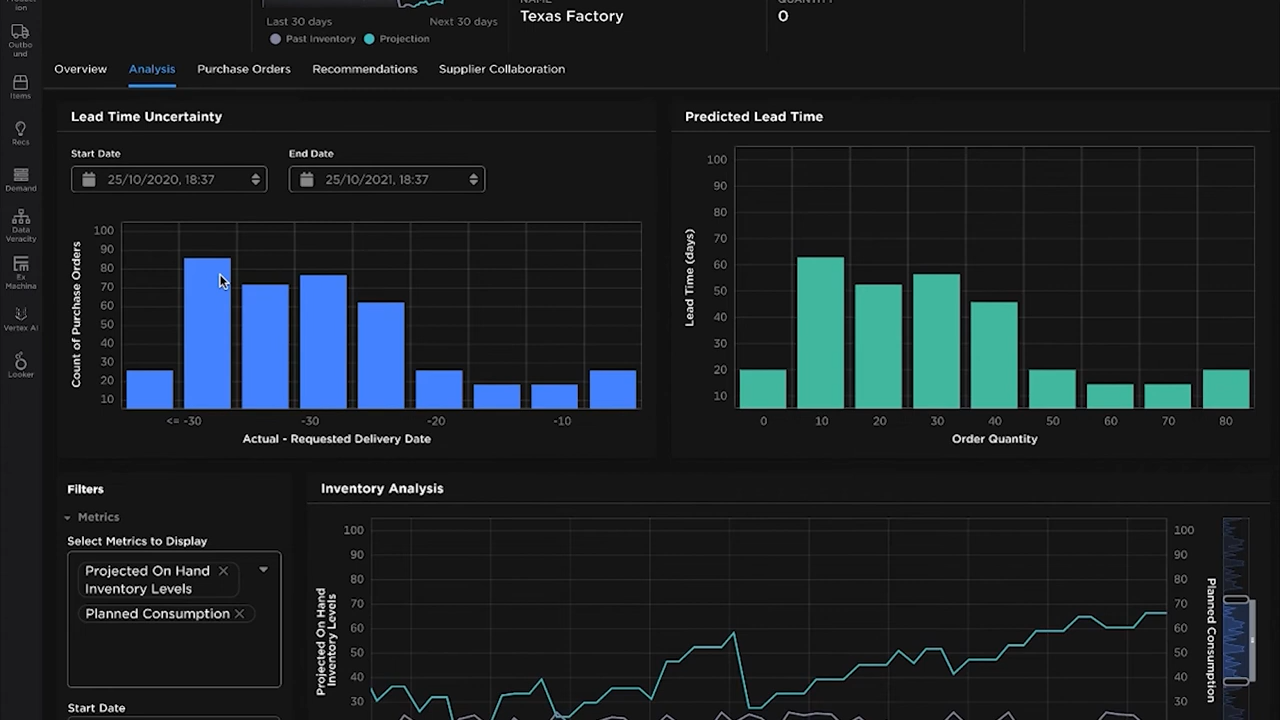 ion
Outbo
und
Items
Recs
Demand
Data
Veracity
Ex
Machina
Vertex AI
Looker
Last 30 days
Next 30 days
Past Inventory
Projection
NAME
Texas Factory
QUANTITY
0
Overview
Analysis
Purchase Orders
Recommendations
Supplier Collaboration
Lead Time Uncertainty
Start Date
End Date
25/10/2020, 18:37
25/10/2021, 18:37
Count of Purchase Orders
100
90
80
70
60
50
40
30
20
10
<= -30
-30
-20
-10
Actual - Requested Delivery Date
Predicted Lead Time
Lead Time (days)
100
90
80
70
60
50
40
30
20
10
0
10
20
30
40
50
60
70
80
Order Quantity
Filters
Metrics
Select Metrics to Display
Projected On Hand
Inventory Levels
Planned Consumption
Start Date
Inventory Analysis
Projected On Hand
Inventory Levels
100
90
80
70
60
50
40
30
100
90
80
70
60
50
40
30
Planned Consumption